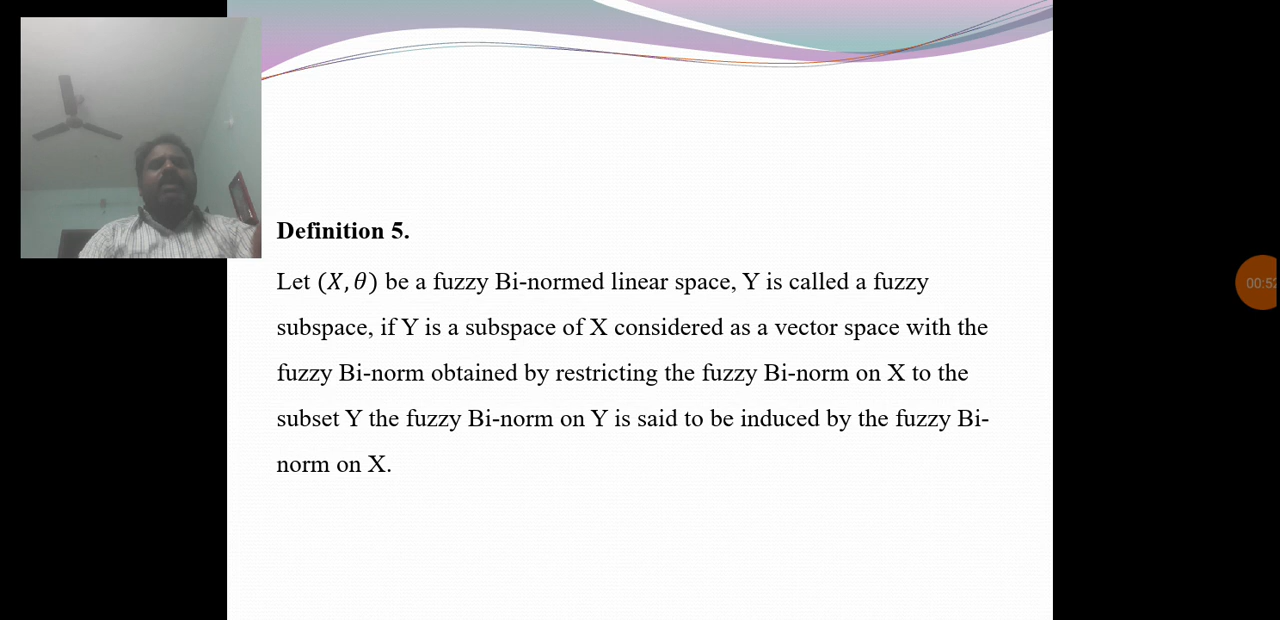 Definition 5.
Let (𝑋, 𝜃) be a fuzzy Bi-normed linear space, Y is called a fuzzy
subspace, if Y is a subspace of X considered as a vector space with the
fuzzy Bi-norm obtained by restricting the fuzzy Bi-norm on X to the
subset Y the fuzzy Bi-norm on Y is said to be induced by the fuzzy Bi-
norm on X.